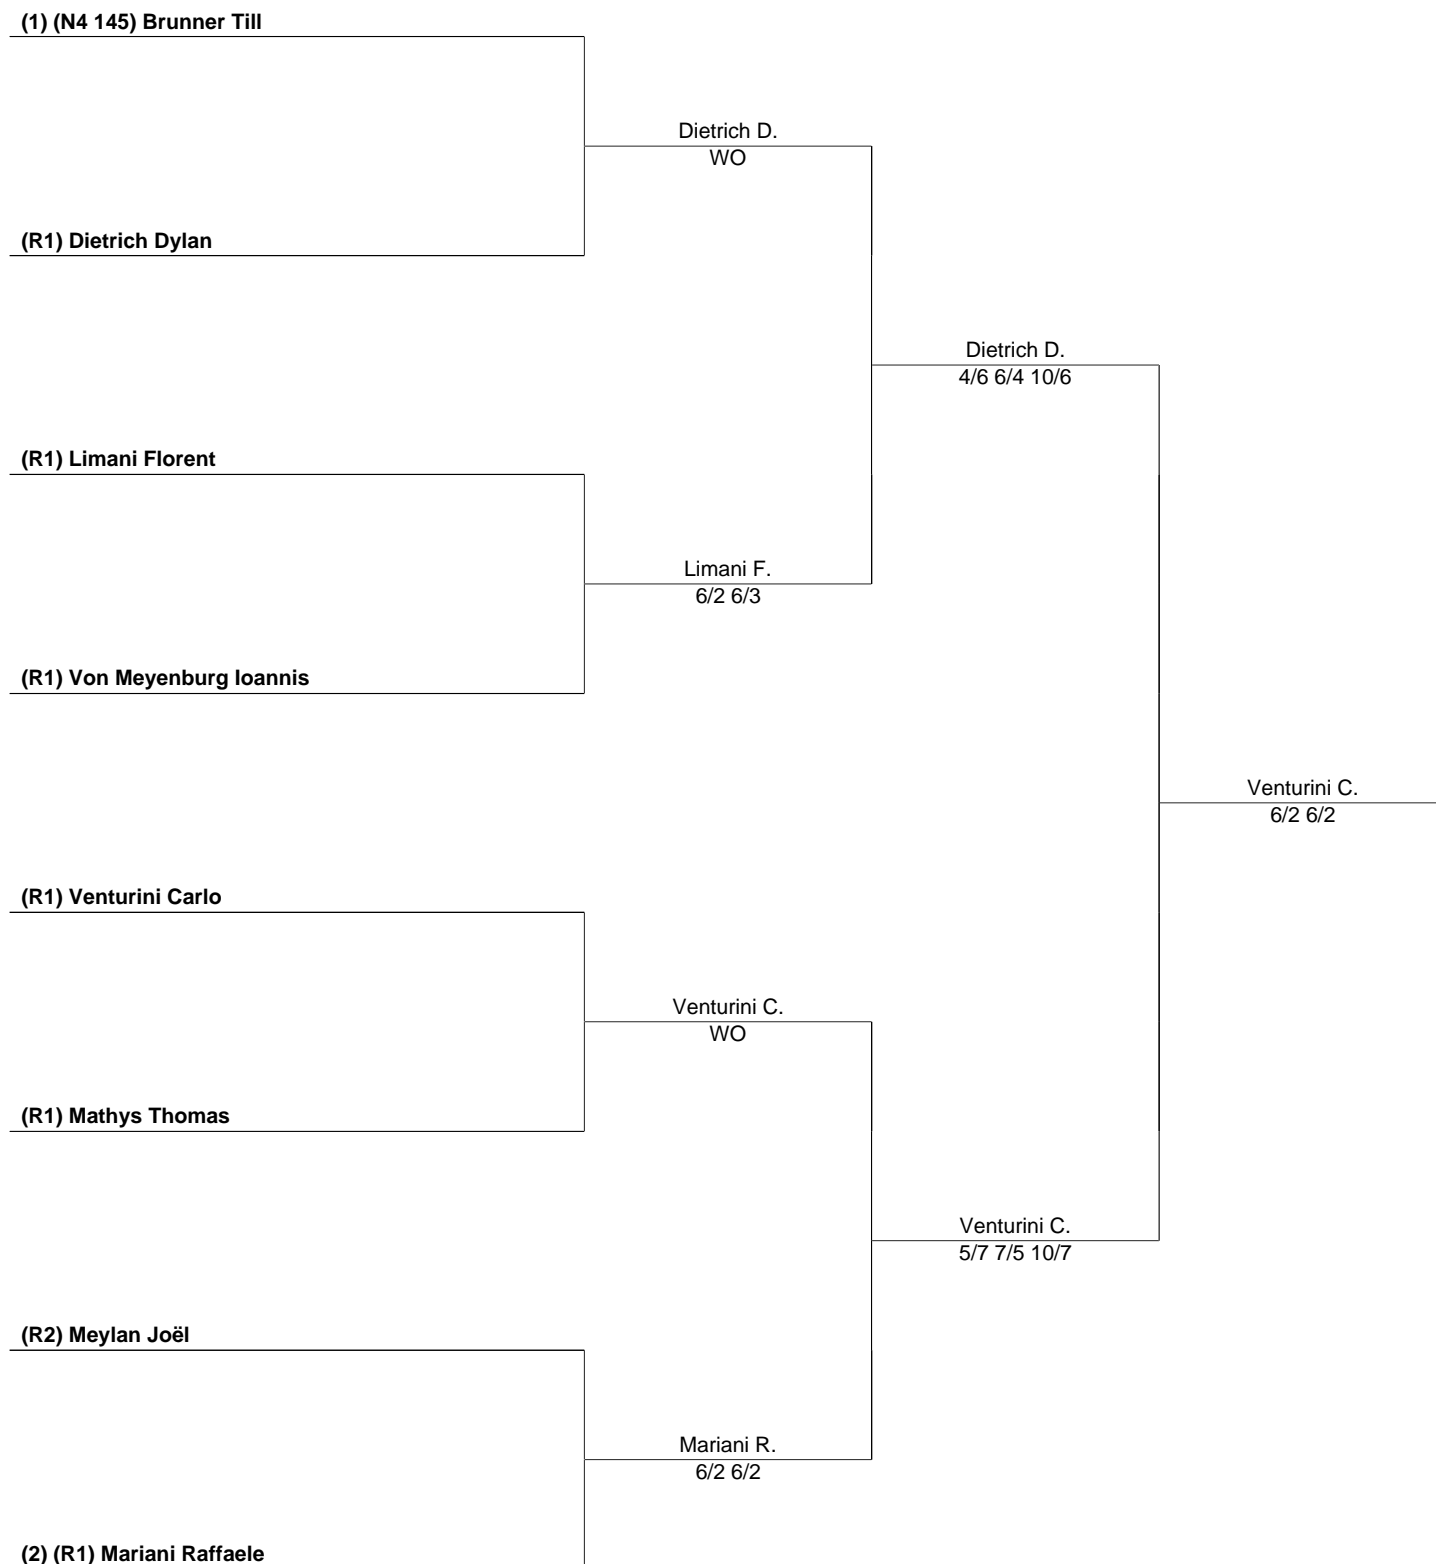 (1) (N4 145) Brunner Till
Dietrich D.
WO
(R1) Dietrich Dylan
Dietrich D.
4/6 6/4 10/6
(R1) Limani Florent
Limani F.
6/2 6/3
(R1) Von Meyenburg Ioannis
Venturini C.
6/2 6/2
(R1) Venturini Carlo
Venturini C.
WO
(R1) Mathys Thomas
Venturini C.
5/7 7/5 10/7
(R2) Meylan Joël
Mariani R.
6/2 6/2
(2) (R1) Mariani Raffaele